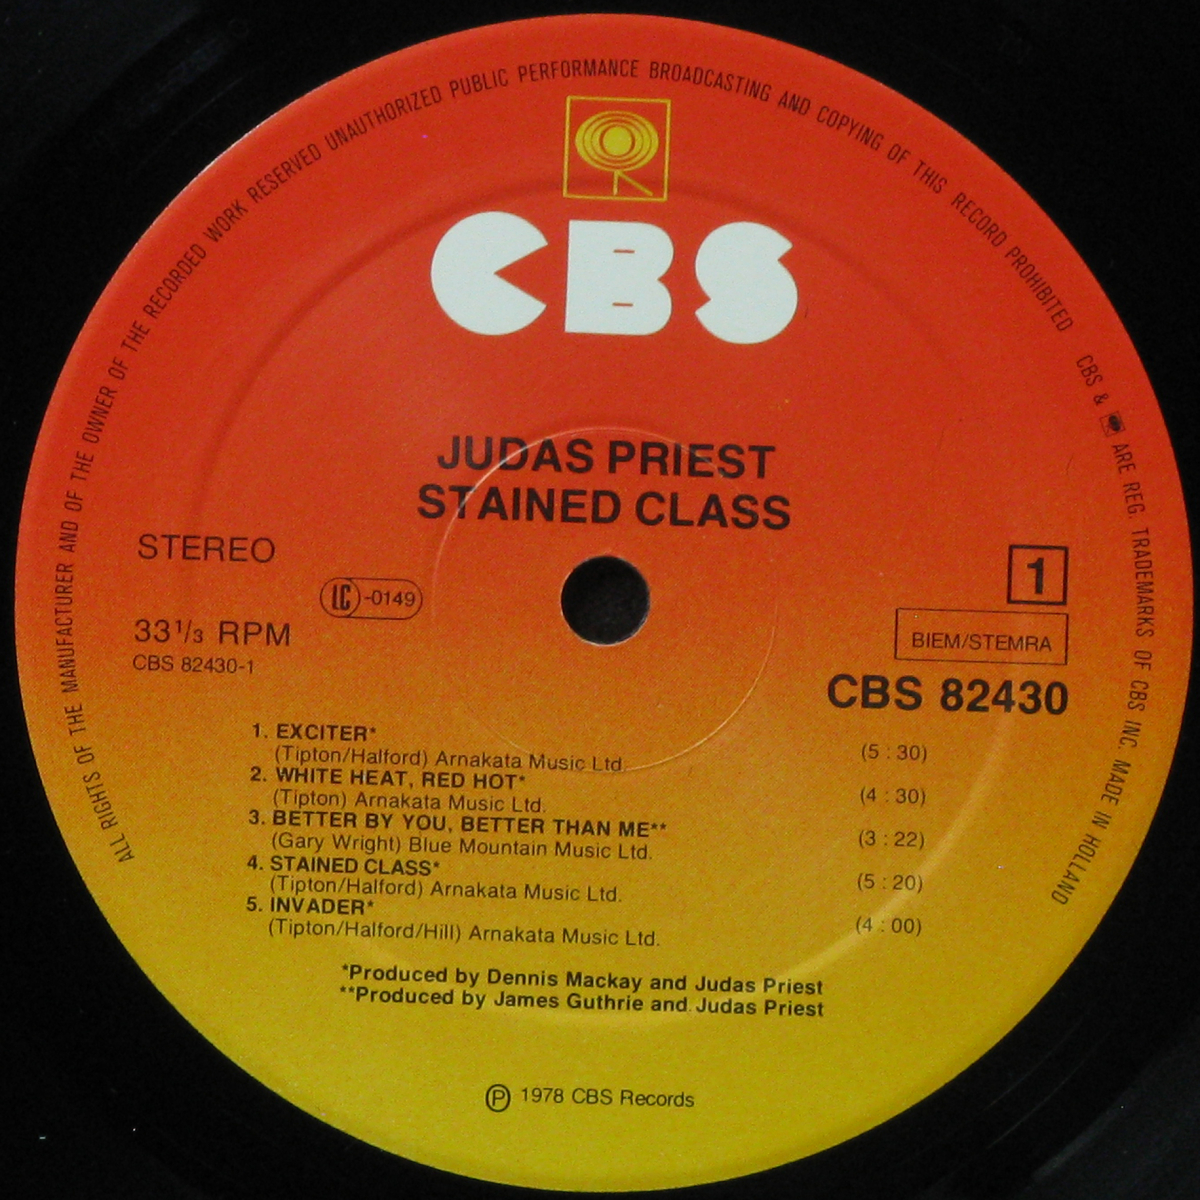 ALL RIGHTS OF THE MANUFACTURER AND OF THE OWNER OF THE RECORDED WORK RESERVED UNAUTHORIZED PUBLIC PERFORMANCE BROADCASTING AND COPYING OF THIS RECORD PROHIBITED CBS & ARE REG. TRADEMARKS OF CBS INC. MADE IN HOLLAND
CBS
JUDAS PRIEST
STAINED CLASS
STEREO
LC-0149
33 1/3 RPM
CBS 82430-1
1
BIEM/STEMRA
CBS 82430
1. EXCITER* (5 : 30)
(Tipton/Halford) Arnakata Music Ltd.
2. WHITE HEAT, RED HOT* (4 : 30)
(Tipton) Arnakata Music Ltd.
3. BETTER BY YOU, BETTER THAN ME** (3 : 22)
(Gary Wright) Blue Mountain Music Ltd.
4. STAINED CLASS* (5 : 20)
(Tipton/Halford) Arnakata Music Ltd.
5. INVADER* (4 : 00)
(Tipton/Halford/Hill) Arnakata Music Ltd.
*Produced by Dennis Mackay and Judas Priest
**Produced by James Guthrie and Judas Priest
Ⓟ 1978 CBS Records